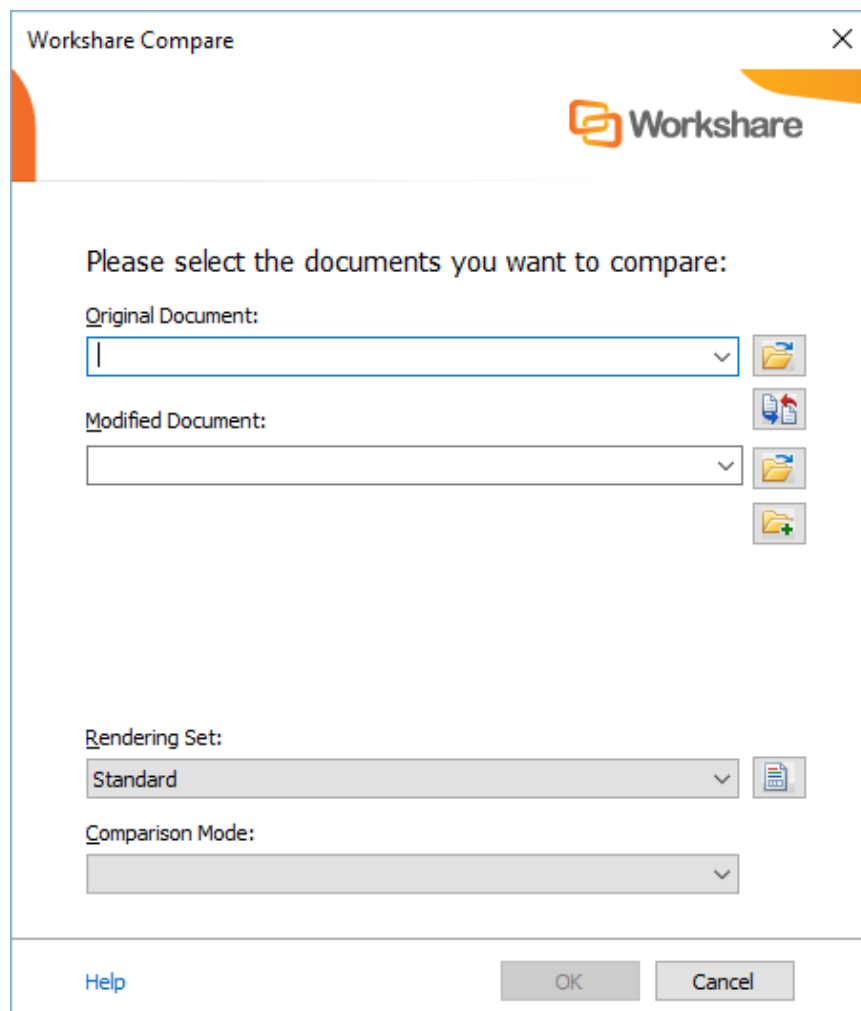 Workshare Compare
Workshare
Please select the documents you want to compare:
Original Document:
Modified Document:
Rendering Set:
Standard
Comparison Mode:
Help
OK
Cancel